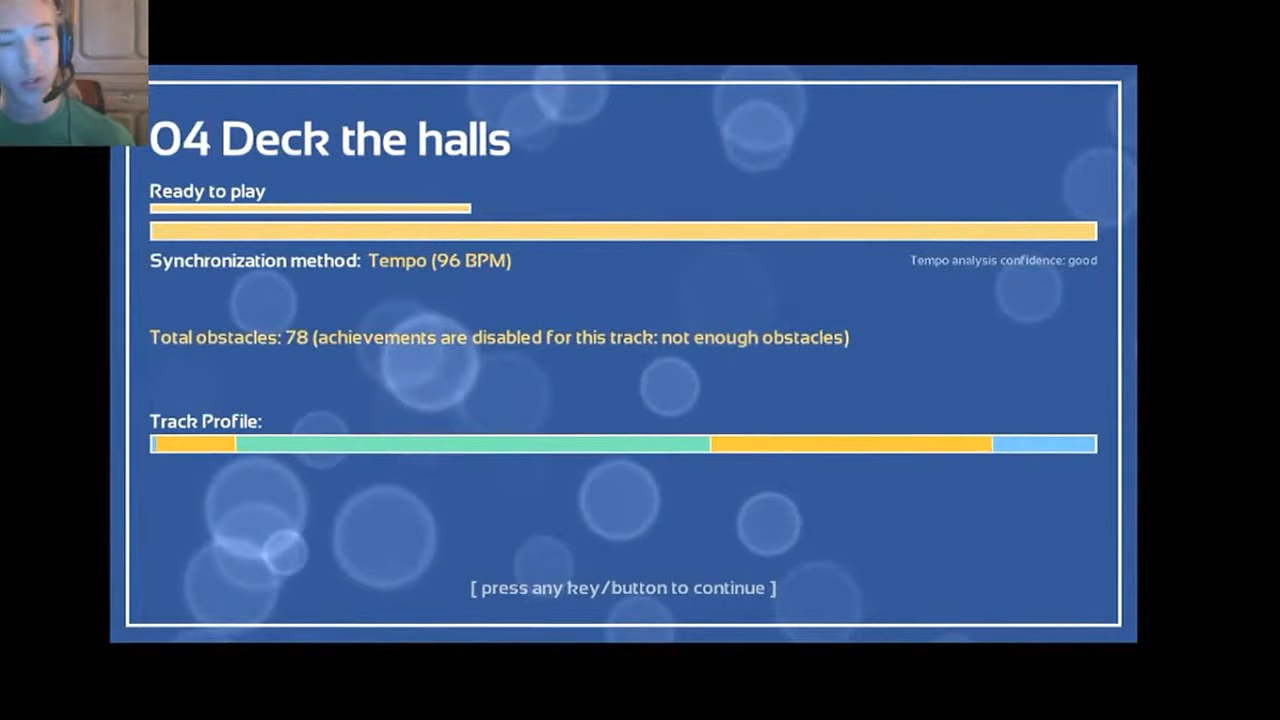 04 Deck the halls
Ready to play
Synchronization method: Tempo (96 BPM)
Tempo analysis confidence: good
Total obstacles: 78 (achievements are disabled for this track: not enough obstacles)
Track Profile:
[ press any key/button to continue ]